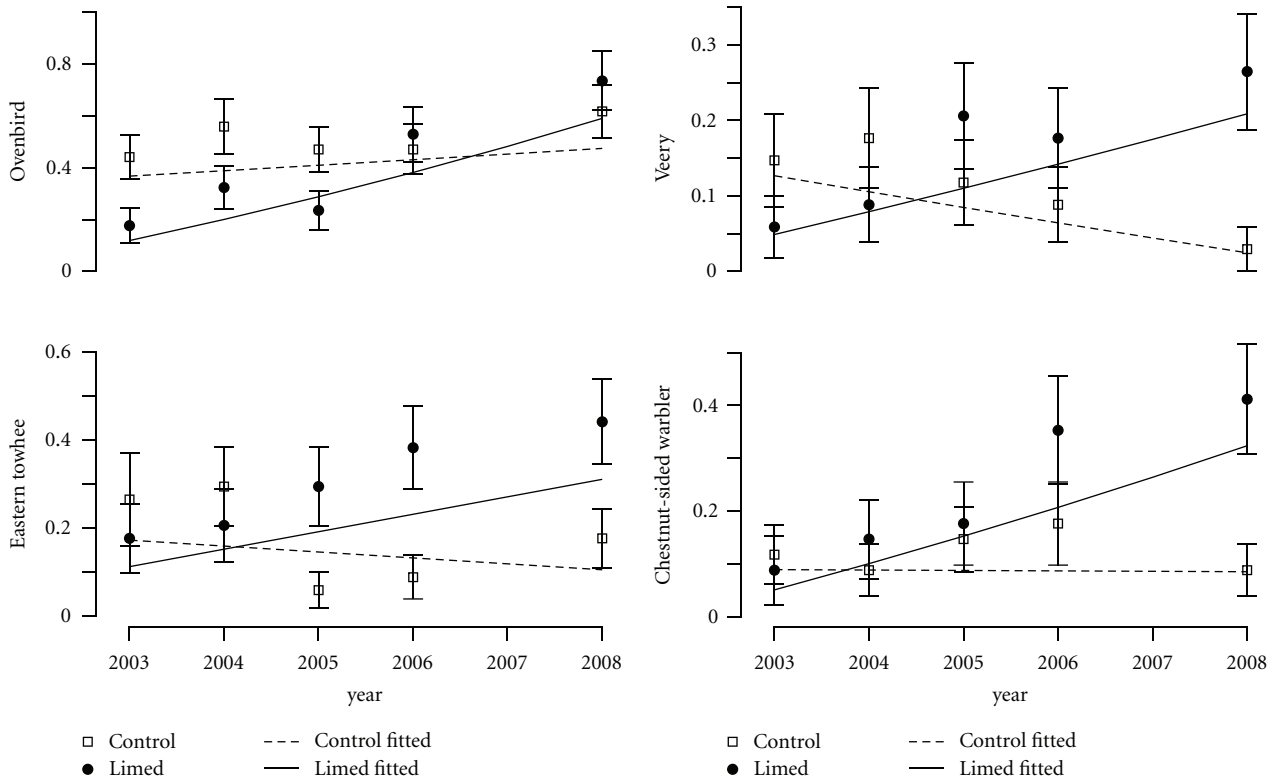 Ovenbird
0.8
0.4
0
Veery
0.3
0.2
0.1
0
Eastern towhee
0.6
0.4
0.2
0
2003 2004 2005 2006 2007 2008
year
Chestnut-sided warbler
0.4
0.2
0
2003 2004 2005 2006 2007 2008
year
Control Control fitted
Limed Limed fitted
Control Control fitted
Limed Limed fitted